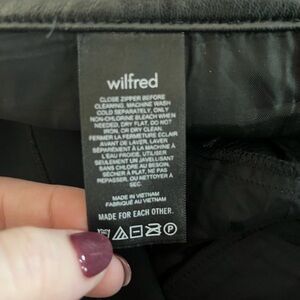 wilfred
CLOSE ZIPPER BEFORE
CLEANING, MACHINE WASH
COLD SEPARATELY, ONLY
NON-CHLORINE BLEACH WHEN
NEEDED, DRY FLAT, DO NOT
IRON, OR DRY CLEAN.
FERMER LA FERMETURE ÉCLAIR
AVANT LAVER, LAVER
SÉPARÉMENT À LA MACHINE À
L'EAU FROIDE, UTILISER
SEULEMENT UN JAVELLISANT
SANS CHLORE AU BESOIN,
SÉCHER À PLAT, NE PAS
REPASSER, OU NETTOYER À
SEC.
MADE IN VIETNAM
FABRIQUÉ AU VIETNAM
MADE FOR EACH OTHER.
P